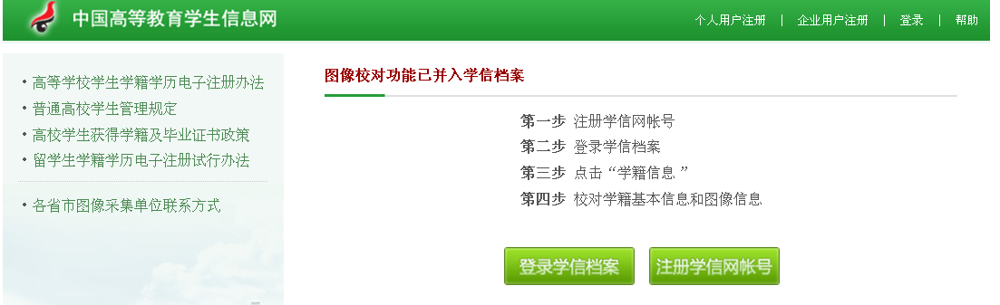 中国高等教育学生信息网
个人用户注册 | 企业用户注册 | 登录 | 帮助
• 高等学校学生学籍学历电子注册办法
• 普通高校学生管理规定
• 高校学生获得学籍及毕业证书政策
• 留学生学籍学历电子注册试行办法
• 各省市图像采集单位联系方式
图像校对功能已并入学信档案
第一步 注册学信网帐号
第二步 登录学信档案
第三步 点击“学籍信息 ”
第四步 校对学籍基本信息和图像信息
登录学信档案 注册学信网帐号